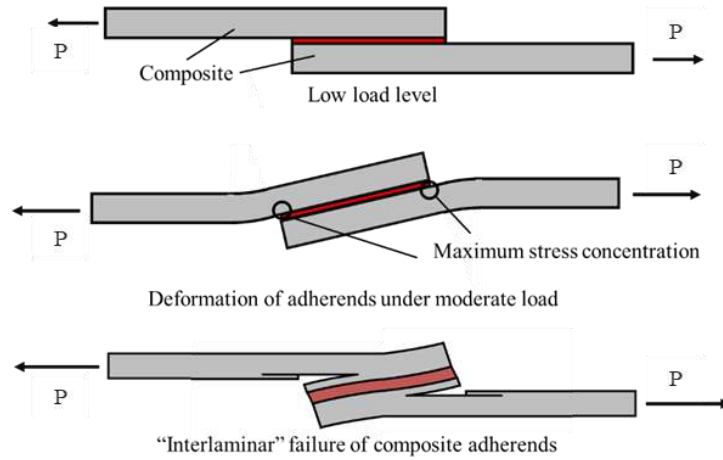 P
P
Composite
Low load level
P
P
Maximum stress concentration
Deformation of adherends under moderate load
P
P
“Interlaminar” failure of composite adherends